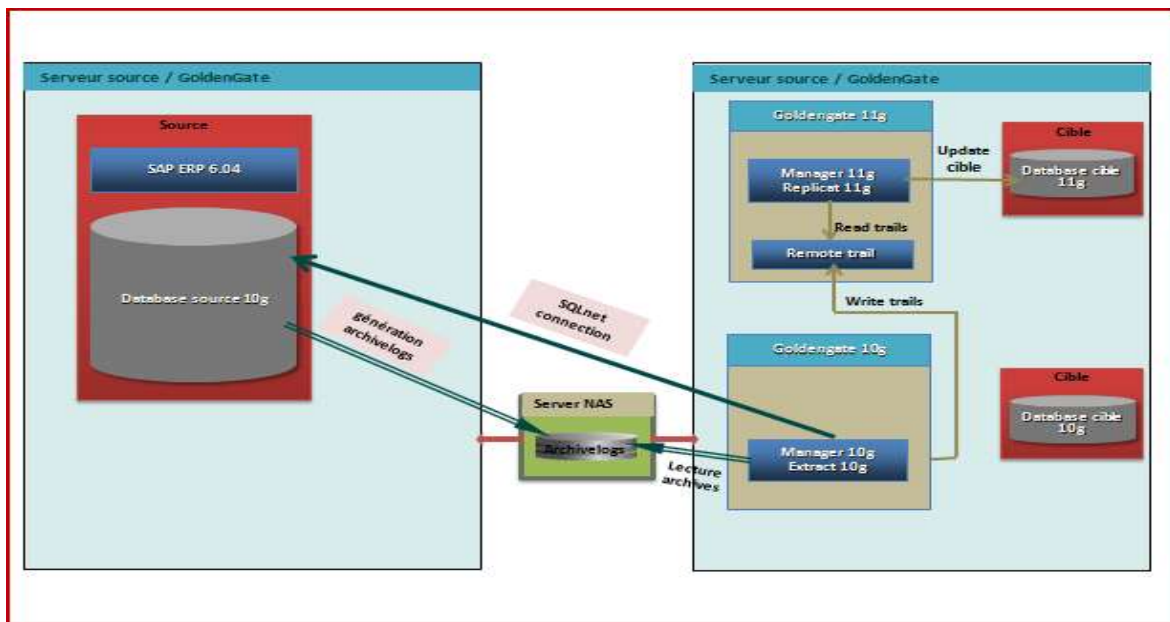 Serveur source / GoldenGate
Source
SAP ERP 6.04
Database source 10g
génération
archivelogs
SQLnet
connection
Server NAS
Archivelogs
Lecture
archives
Serveur source / GoldenGate
Goldengate 11g
Manager 11g
Replicat 11g
Read trails
Remote trail
Update
cible
Cible
Database cible
11g
Write trails
Goldengate 10g
Manager 10g
Extract 10g
Cible
Database cible
10g